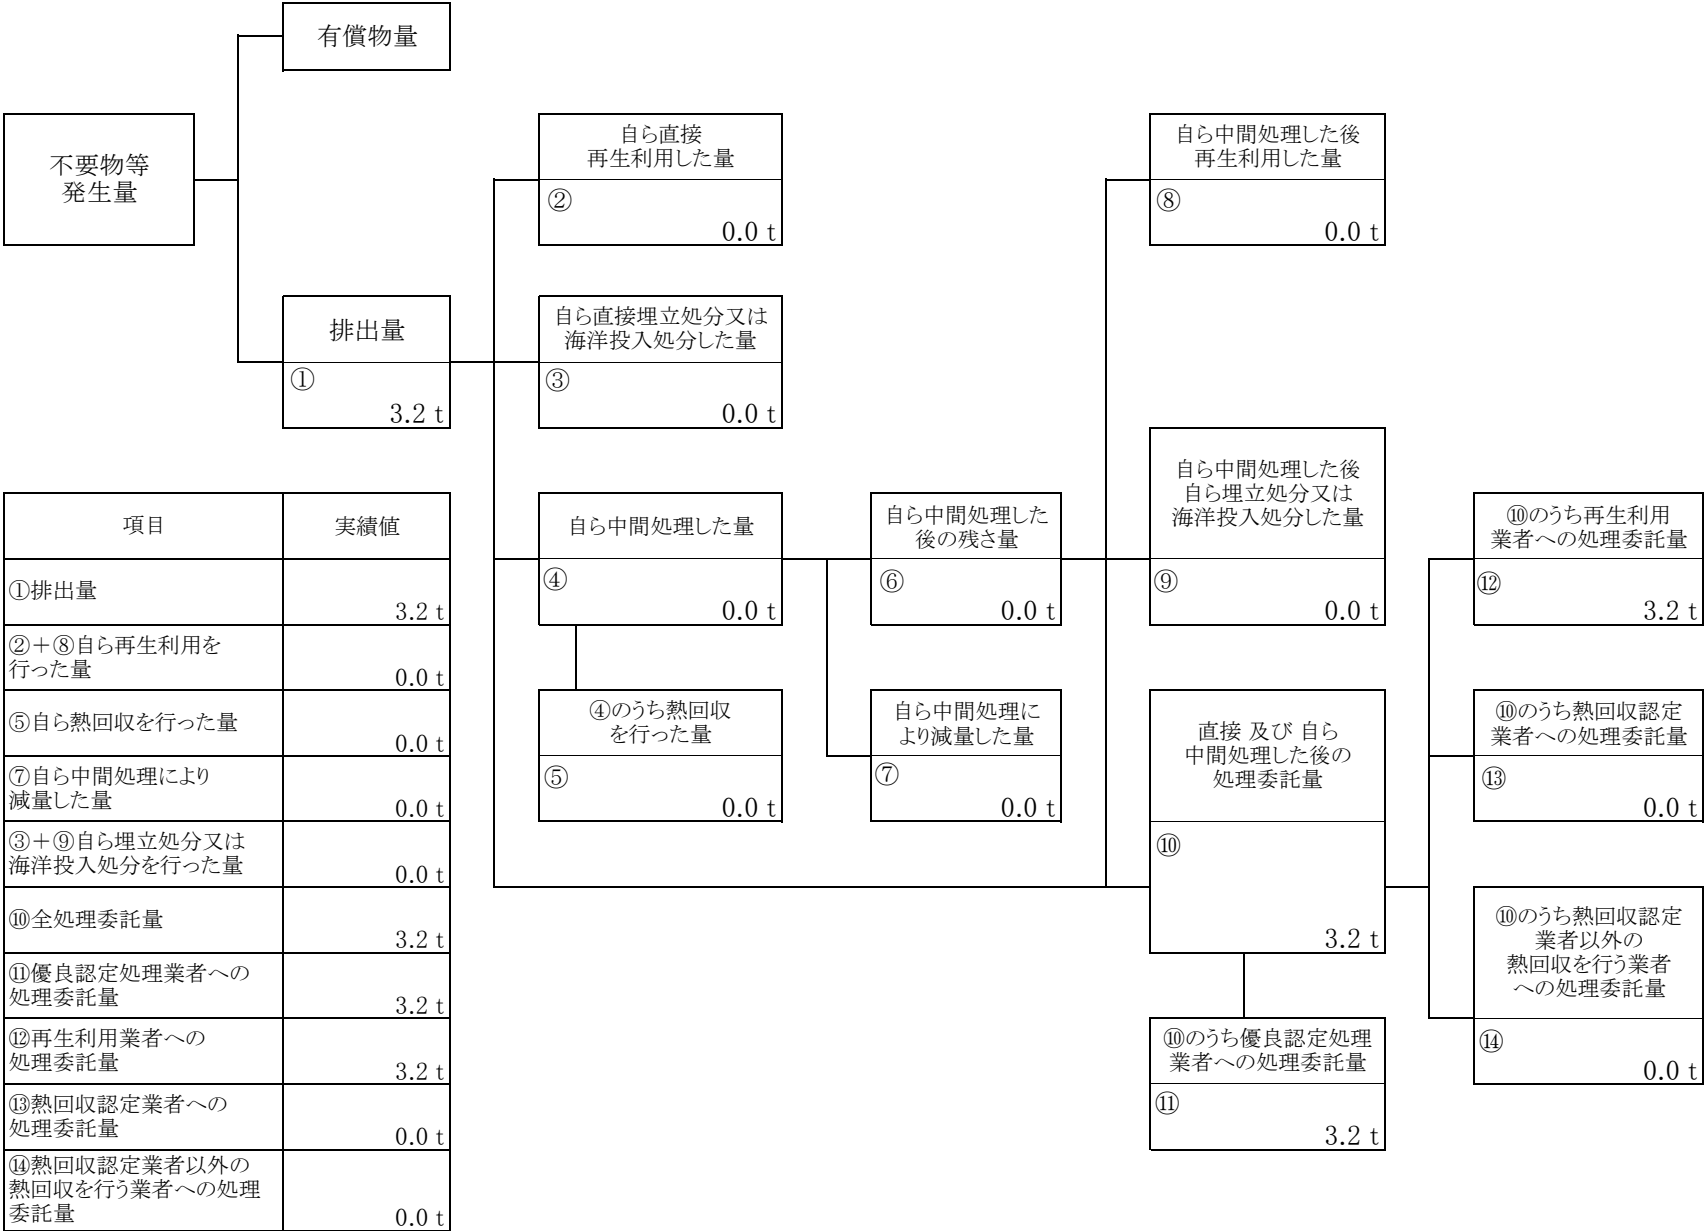 有償物量
不要物等
発生量
自ら直接
再生利用した量
②
0.0 t
自ら中間処理した後
再生利用した量
⑧
0.0 t
排出量
①
3.2 t
自ら直接埋立処分又は
海洋投入処分した量
③
0.0 t
自ら中間処理した量
④
0.0 t
自ら中間処理した
後の残さ量
⑥
0.0 t
自ら中間処理した後
自ら埋立処分又は
海洋投入処分した量
⑨
0.0 t
⑩のうち再生利用
業者への処理委託量
⑫
3.2 t
④のうち熱回収
を行った量
⑤
0.0 t
自ら中間処理に
より減量した量
⑦
0.0 t
直接 及び 自ら
中間処理した後の
処理委託量
⑩
3.2 t
⑩のうち熱回収認定
業者への処理委託量
⑬
0.0 t
⑩のうち熱回収認定
業者以外の
熱回収を行う業者
への処理委託量
⑭
0.0 t
⑩のうち優良認定処理
業者への処理委託量
⑪
3.2 t
項目 実績値
①排出量
3.2 t
②+⑧自ら再生利用を
行った量
0.0 t
⑤自ら熱回収を行った量
0.0 t
⑦自ら中間処理により
減量した量
0.0 t
③+⑨自ら埋立処分又は
海洋投入処分を行った量
0.0 t
⑩全処理委託量
3.2 t
⑪優良認定処理業者への
処理委託量
3.2 t
⑫再生利用業者への
処理委託量
3.2 t
⑬熱回収認定業者への
処理委託量
0.0 t
⑭熱回収認定業者以外の
熱回収を行う業者への処理
委託量
0.0 t